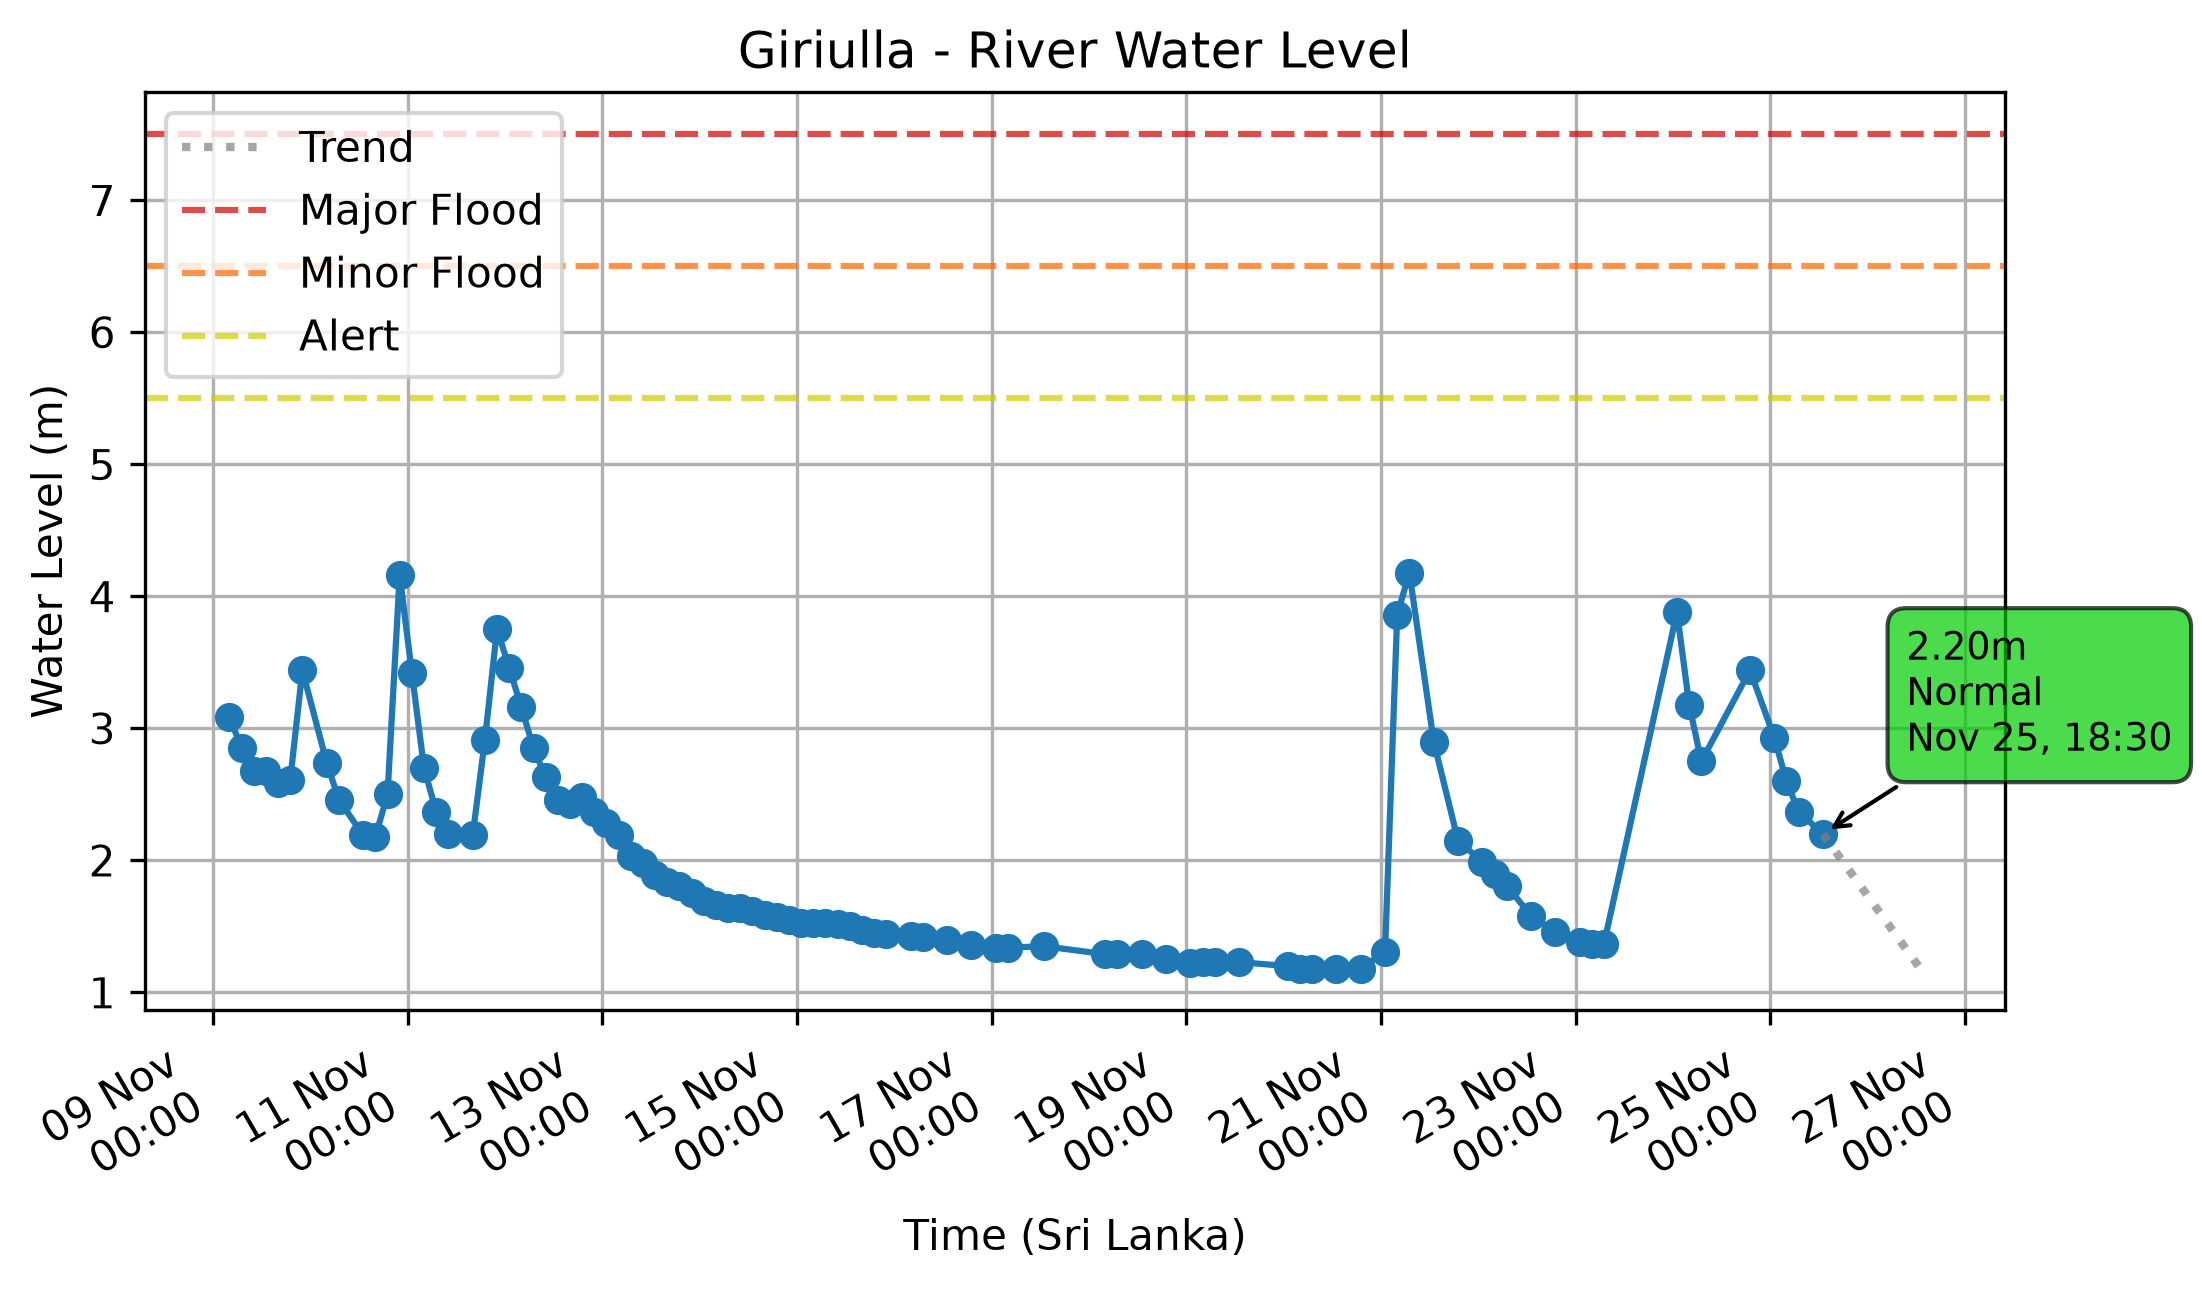 Giriulla - River Water Level
Trend
Major Flood
Minor Flood
Alert
Water Level (m)
7
6
5
4
3
2
1
2.20m
Normal
Nov 25, 18:30
09 Nov
00:00
11 Nov
00:00
13 Nov
00:00
15 Nov
00:00
17 Nov
00:00
19 Nov
00:00
21 Nov
00:00
23 Nov
00:00
25 Nov
00:00
27 Nov
00:00
Time (Sri Lanka)